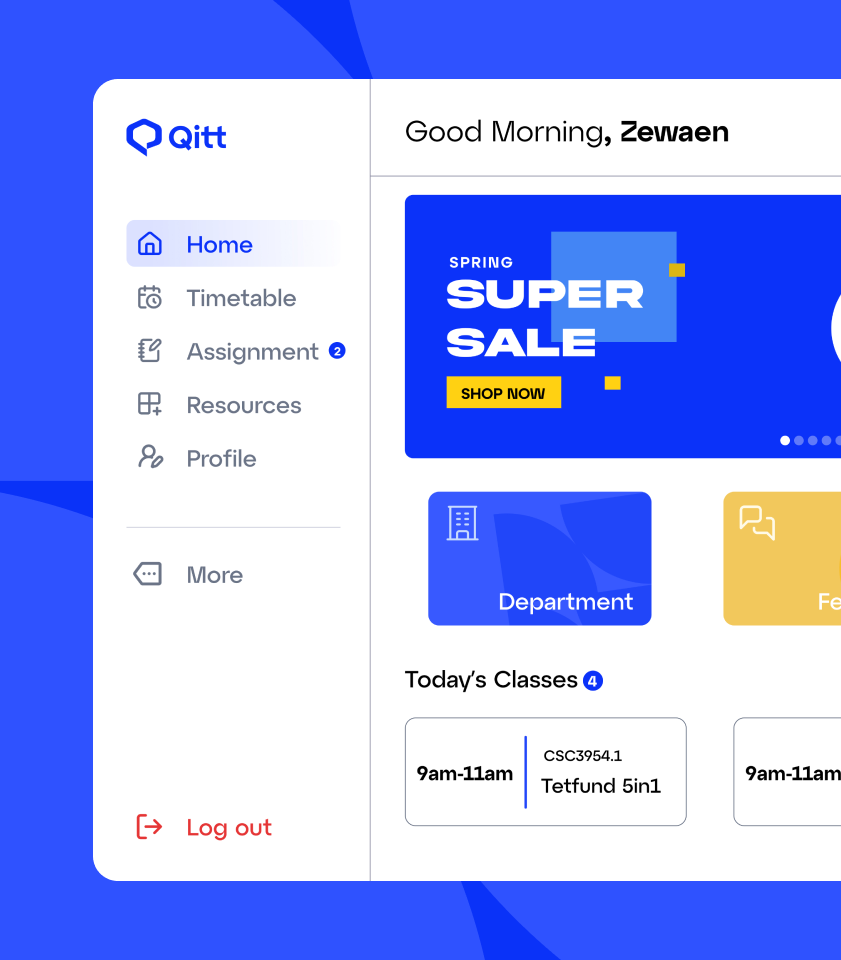 Qitt
Good Morning, Zewaen
Home
Timetable
Assignment 2
Resources
Profile
More
Log out
SPRING
SUPER
SALE
SHOP NOW
Department
Fe
Today's Classes 4
9am-11am
CSC3954.1
Tetfund 5in1
9am-11am